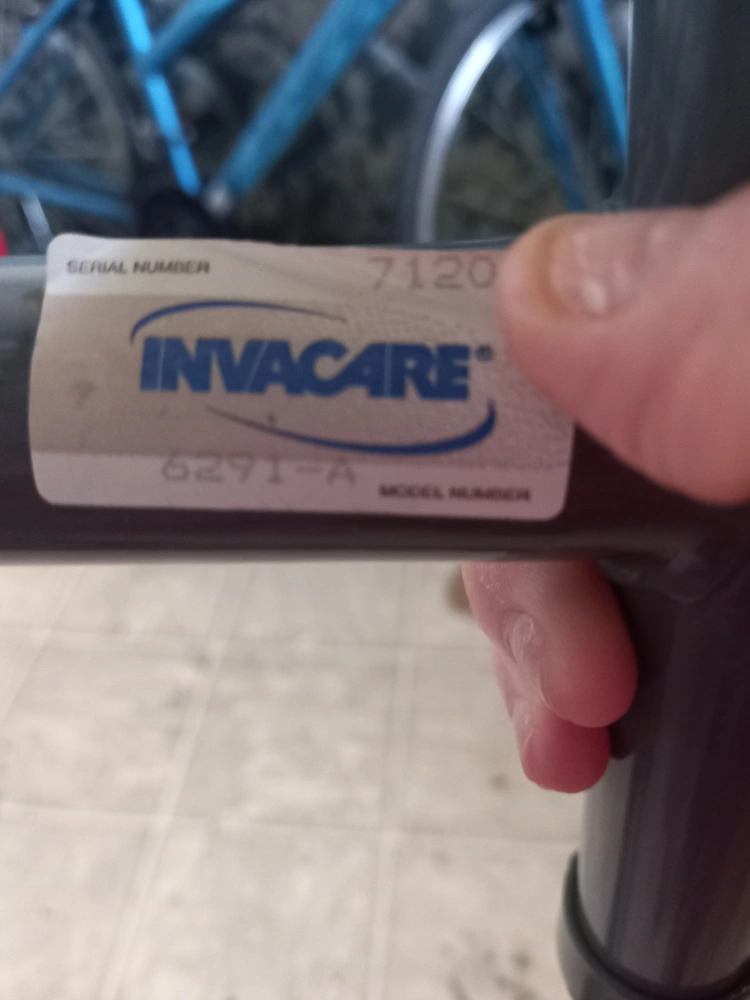 SERIAL NUMBER 7120
INVACARE®
6291-A
MODEL NUMBER